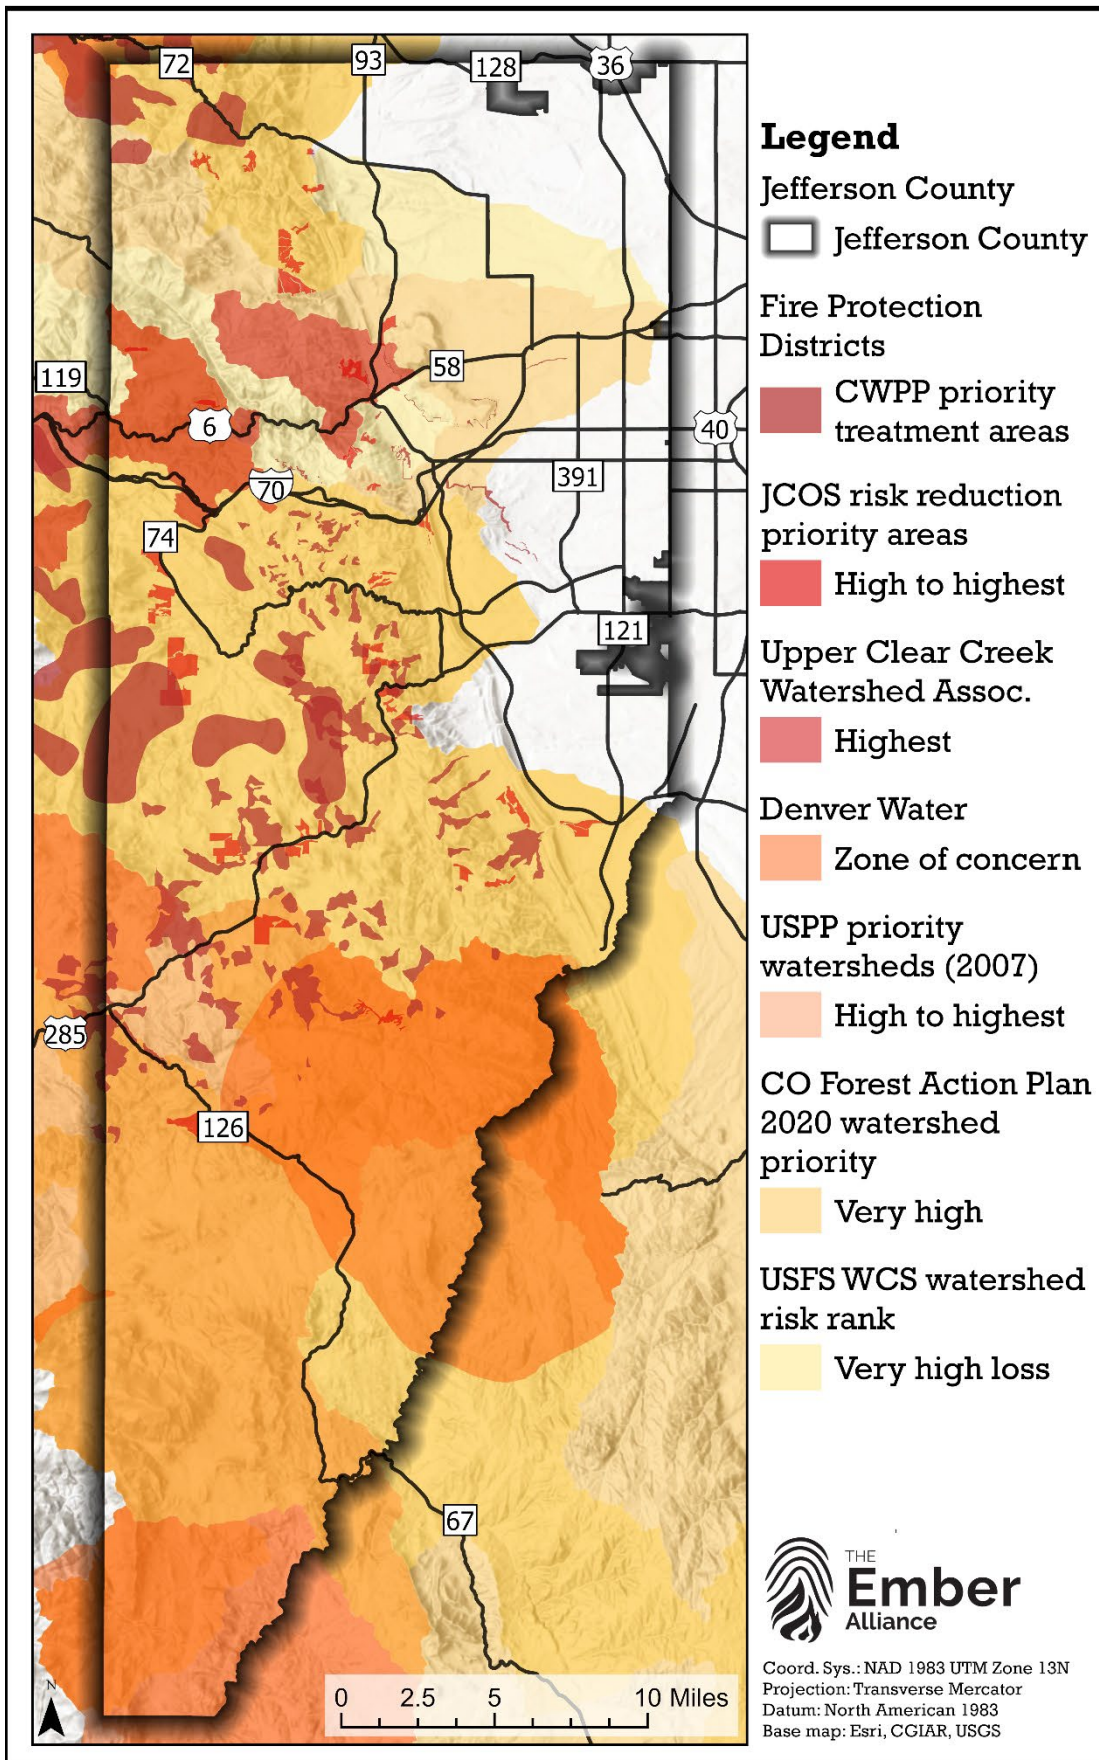 72
93
128
36
119
6
58
40
70
391
74
121
285
126
67
N
0 2.5 5 10 Miles
Legend
Jefferson County
Jefferson County
Fire Protection
Districts
CWPP priority
treatment areas
JCOS risk reduction
priority areas
High to highest
Upper Clear Creek
Watershed Assoc.
Highest
Denver Water
Zone of concern
USPP priority
watersheds (2007)
High to highest
CO Forest Action Plan
2020 watershed
priority
Very high
USFS WCS watershed
risk rank
Very high loss
THE
Ember
Alliance
Coord. Sys.: NAD 1983 UTM Zone 13N
Projection: Transverse Mercator
Datum: North American 1983
Base map: Esri, CGIAR, USGS